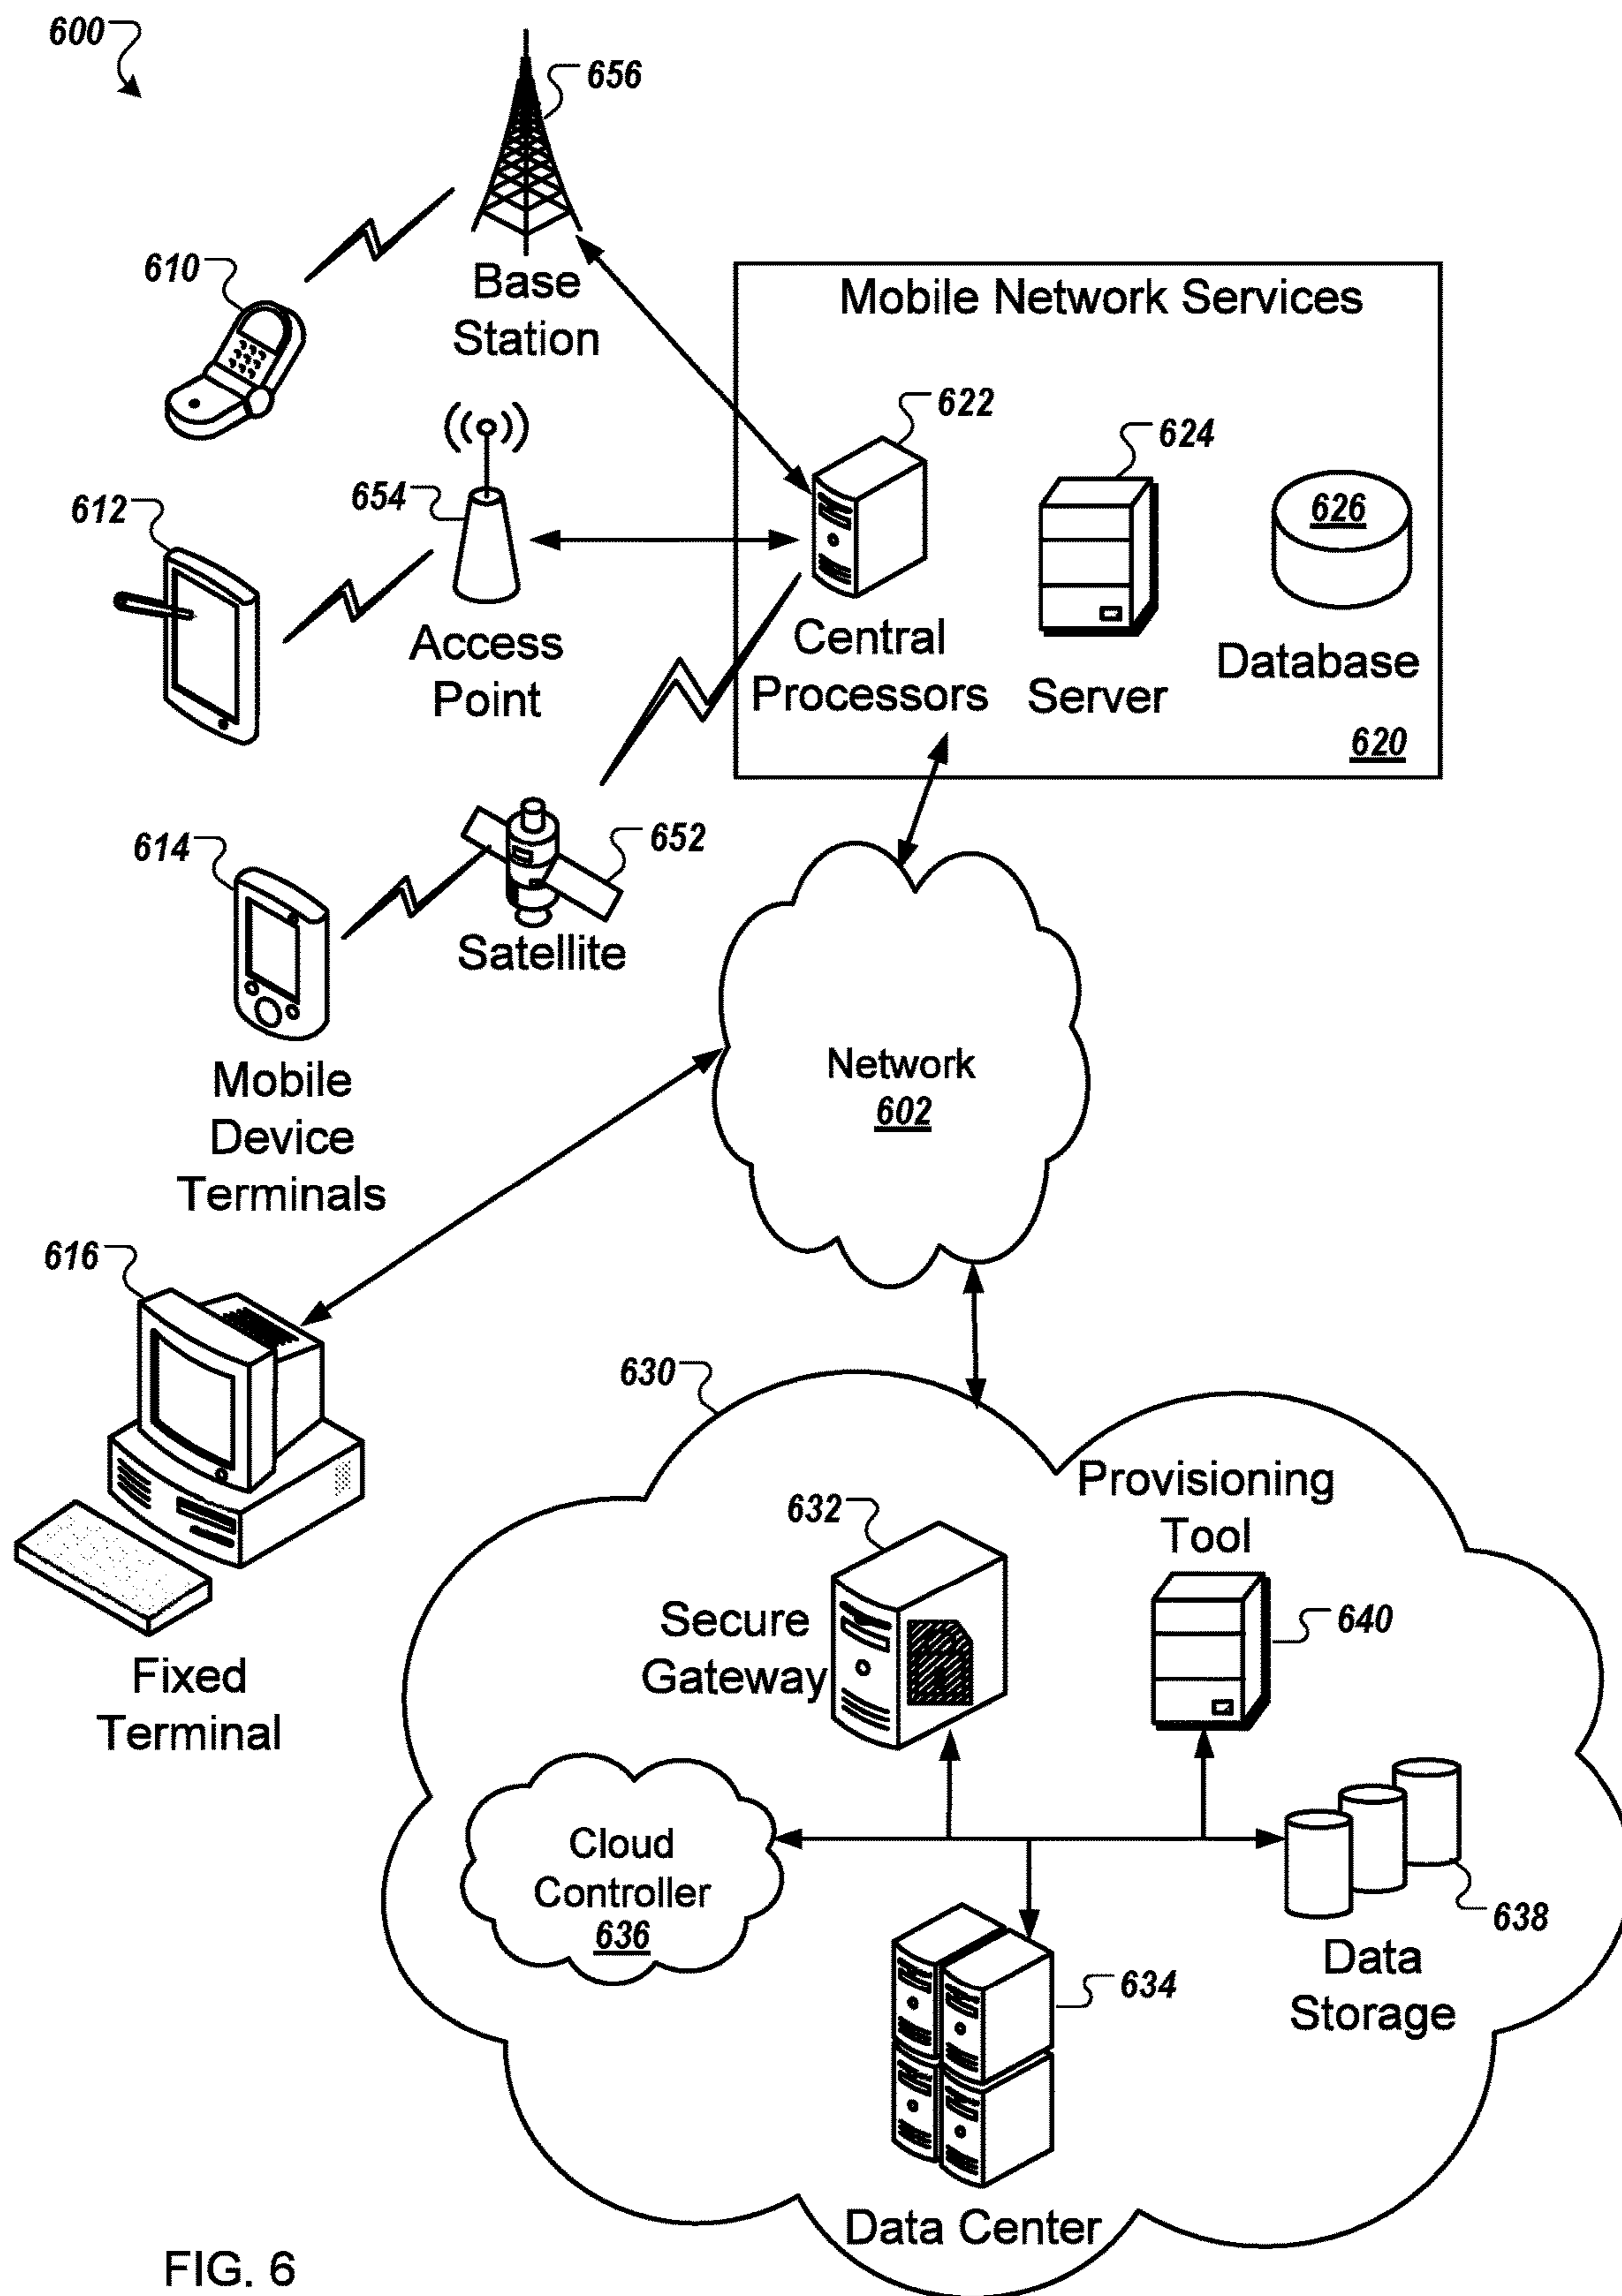 600
656
610
Base
Station
Mobile Network Services
622
624
626
612
654
Access
Point
Central
Processors
Server
Database
620
614
652
Satellite
Mobile
Device
Terminals
Network
602
616
630
Provisioning
Tool
632
Secure
Gateway
640
Fixed
Terminal
Cloud
Controller
636
638
Data
Storage
634
Data Center
FIG. 6